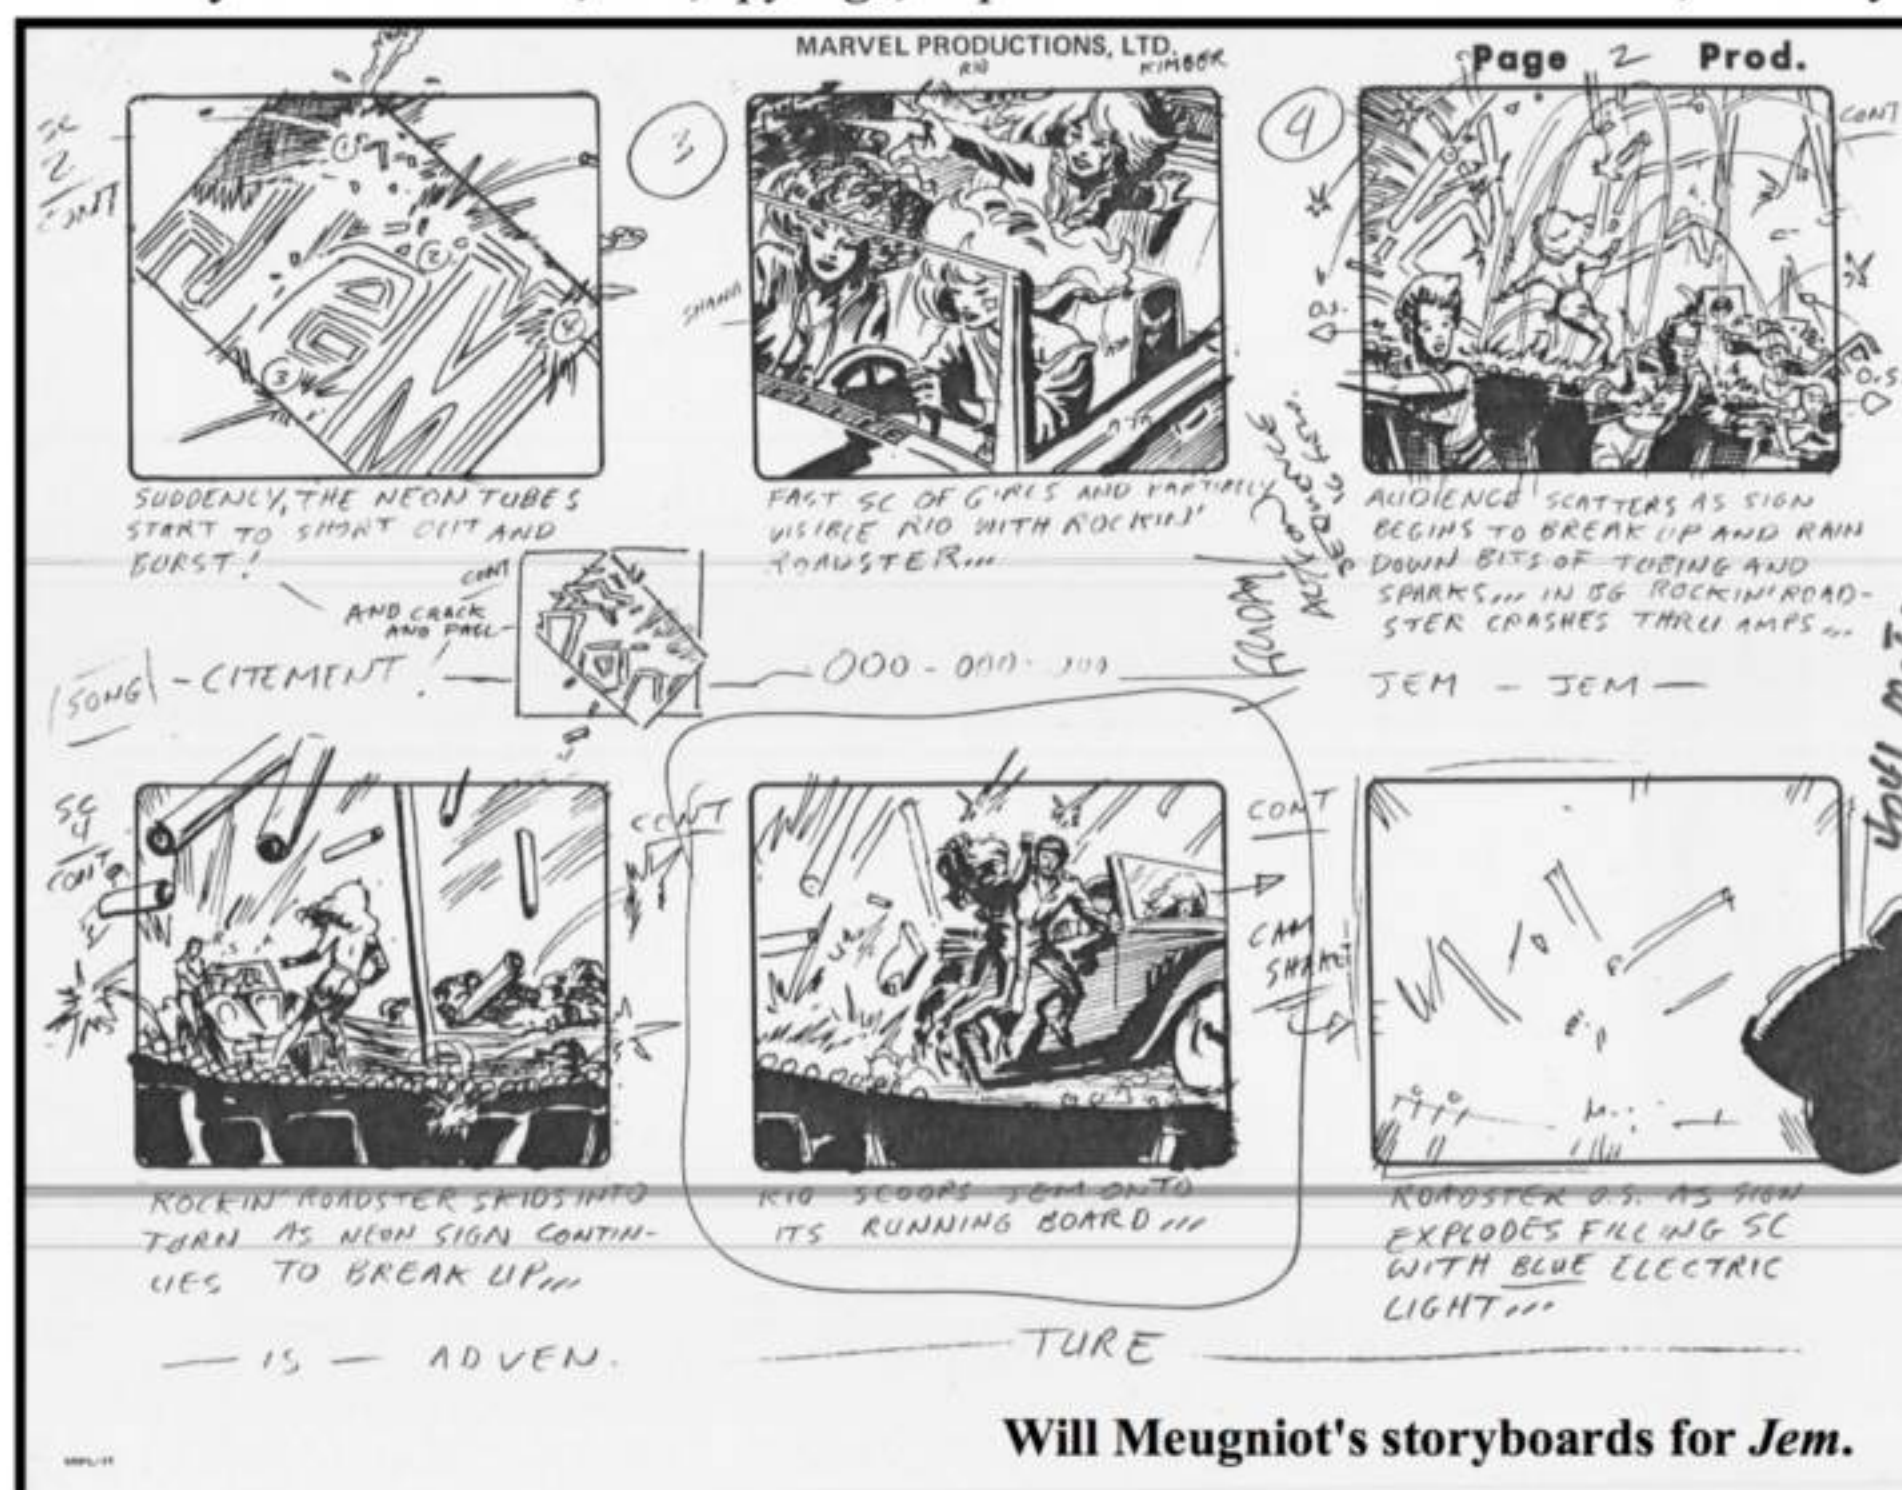 MARVEL PRODUCTIONS, LTD.
RIO
KIMBER
Page 2 Prod.
SC
2
CONT
3
4
CONT
SHANA
O.S.
O.S
SUDDENLY, THE NEON TUBES
START TO SHORT OUT AND
BURST!
CONT
AND CRACK
AND FALL
FAST SC OF GIRLS AND PARTIALLY
VISIBLE RIO WITH ROCKIN'
ROADSTER...
AUDIENCE SCATTERS AS SIGN
BEGINS TO BREAK UP AND RAIN
DOWN BITS OF TUBING AND
SPARKS... IN BG ROCKIN' ROAD-
STER CRASHES THRU AMPS...
SONG - CITEMENT!
OOO - OOO - OOO
JEM - JEM -
SC
4
CONT
CONT
CONT
CAM
SHAKE
ROCKIN' ROADSTER SKIDS INTO
TURN AS NEON SIGN CONTIN-
UES TO BREAK UP...
RIO SCOOPS JEM ONTO
ITS RUNNING BOARD...
ROADSTER O.S. AS SIGN
EXPLODES FILLING SC
WITH BLUE ELECTRIC
LIGHT...
- IS - ADVEN.
TURE
Will Meugniot's storyboards for Jem.